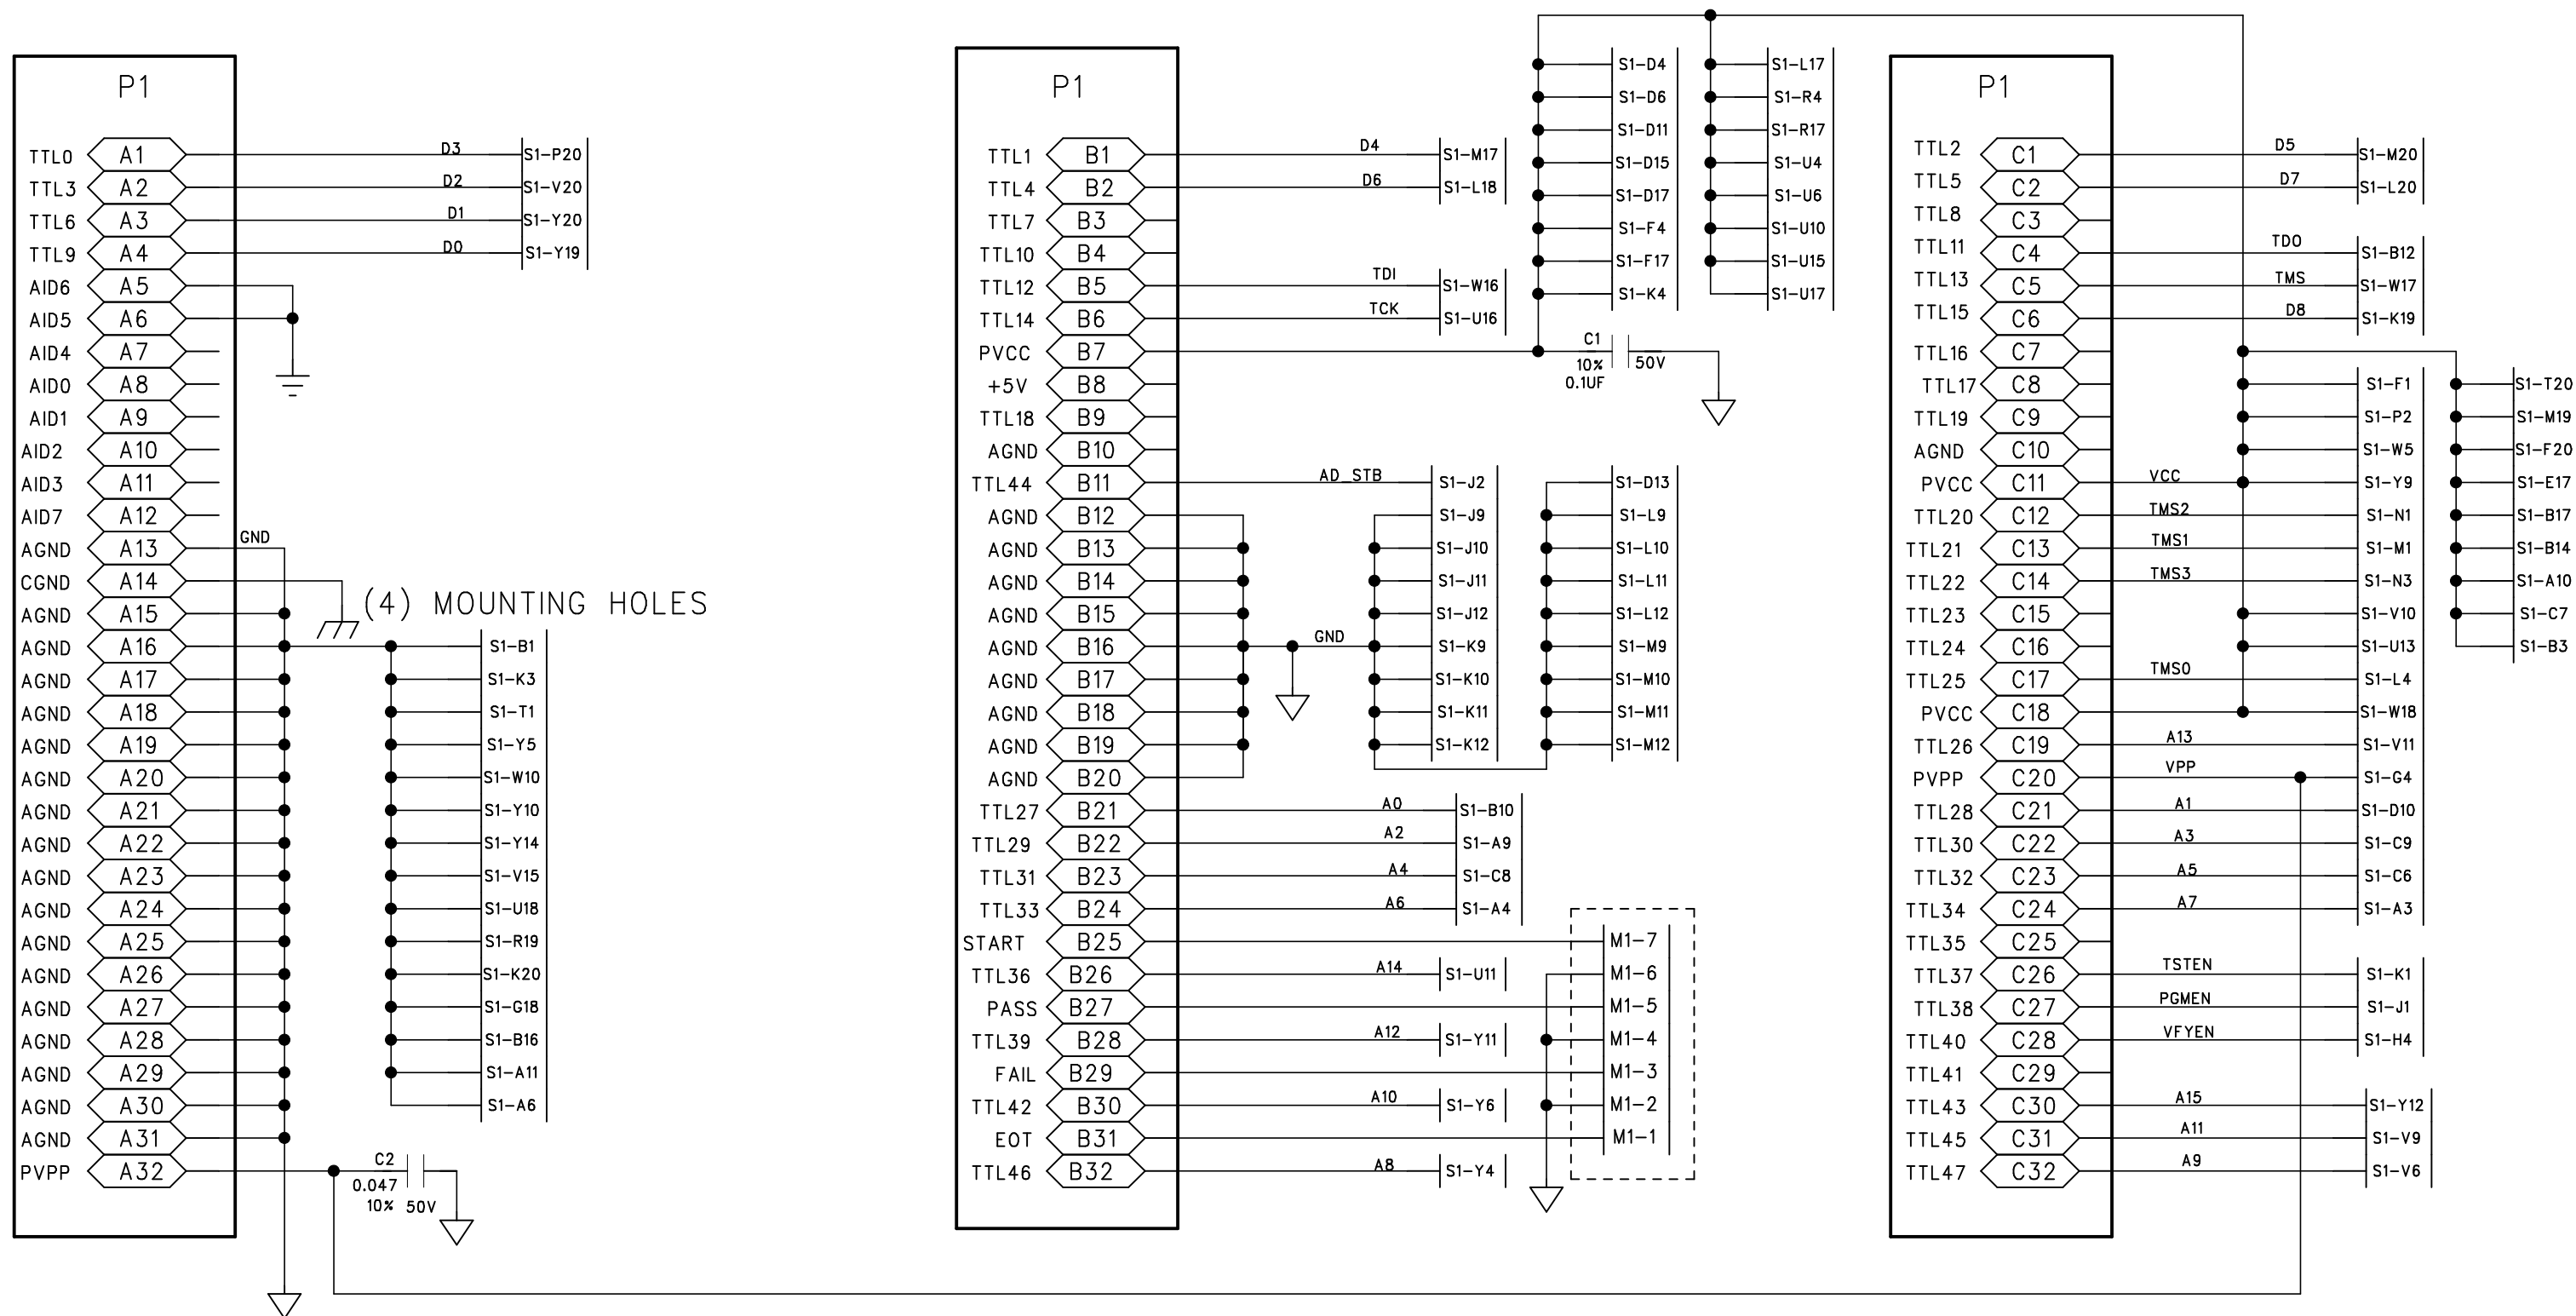 P1
TTL0 A1 D3 S1-P20
TTL3 A2 D2 S1-V20
TTL6 A3 D1 S1-Y20
TTL9 A4 D0 S1-Y19
AID6 A5
AID5 A6
AID4 A7
AID0 A8
AID1 A9
AID2 A10
AID3 A11
AID7 A12
AGND A13 GND
CGND A14
(4) MOUNTING HOLES
AGND A15
AGND A16 S1-B1
AGND A17 S1-K3
AGND A18 S1-T1
AGND A19 S1-Y5
AGND A20 S1-W10
AGND A21 S1-Y10
AGND A22 S1-Y14
AGND A23 S1-V15
AGND A24 S1-U18
AGND A25 S1-R19
AGND A26 S1-K20
AGND A27 S1-G18
AGND A28 S1-B16
AGND A29 S1-A11
AGND A30 S1-A6
AGND A31
PVPP A32 C2
0.047
10% 50V
P1
S1-D4 S1-L17
S1-D6 S1-R4
S1-D11 S1-R17
S1-D15 S1-U4
S1-D17 S1-U6
S1-F4 S1-U10
S1-F17 S1-U15
S1-K4 S1-U17
TTL1 B1 D4 S1-M17
TTL4 B2 D6 S1-L18
TTL7 B3
TTL10 B4
TTL12 B5 TDI S1-W16
TTL14 B6 TCK S1-U16
PVCC B7 C1
10% 50V
0.1UF
+5V B8
TTL18 B9
AGND B10
TTL44 B11 AD_STB S1-J2 S1-D13
AGND B12 S1-J9 S1-L9
AGND B13 S1-J10 S1-L10
AGND B14 S1-J11 S1-L11
AGND B15 S1-J12 S1-L12
AGND B16 GND S1-K9 S1-M9
AGND B17 S1-K10 S1-M10
AGND B18 S1-K11 S1-M11
AGND B19 S1-K12 S1-M12
AGND B20
TTL27 B21 A0 S1-B10
TTL29 B22 A2 S1-A9
TTL31 B23 A4 S1-C8
TTL33 B24 A6 S1-A4
START B25 M1-7
TTL36 B26 A14 S1-U11 M1-6
PASS B27 M1-5
TTL39 B28 A12 S1-Y11 M1-4
FAIL B29 M1-3
TTL42 B30 A10 S1-Y6 M1-2
EOT B31 M1-1
TTL46 B32 A8 S1-Y4
P1
TTL2 C1 D5 S1-M20
TTL5 C2 D7 S1-L20
TTL8 C3
TTL11 C4 TDO S1-B12
TTL13 C5 TMS S1-W17
TTL15 C6 D8 S1-K19
TTL16 C7
TTL17 C8 S1-F1 S1-T20
TTL19 C9 S1-P2 S1-M19
AGND C10 S1-W5 S1-F20
PVCC C11 VCC S1-Y9 S1-E17
TTL20 C12 TMS2 S1-N1 S1-B17
TTL21 C13 TMS1 S1-M1 S1-B14
TTL22 C14 TMS3 S1-N3 S1-A10
TTL23 C15 S1-V10 S1-C7
TTL24 C16 S1-U13 S1-B3
TTL25 C17 TMS0 S1-L4
PVCC C18 S1-W18
TTL26 C19 A13 S1-V11
PVPP C20 VPP S1-G4
TTL28 C21 A1 S1-D10
TTL30 C22 A3 S1-C9
TTL32 C23 A5 S1-C6
TTL34 C24 A7 S1-A3
TTL35 C25
TTL37 C26 TSTEN S1-K1
TTL38 C27 PGMEN S1-J1
TTL40 C28 VFYEN S1-H4
TTL41 C29
TTL43 C30 A15 S1-Y12
TTL45 C31 A11 S1-V9
TTL47 C32 A9 S1-V6